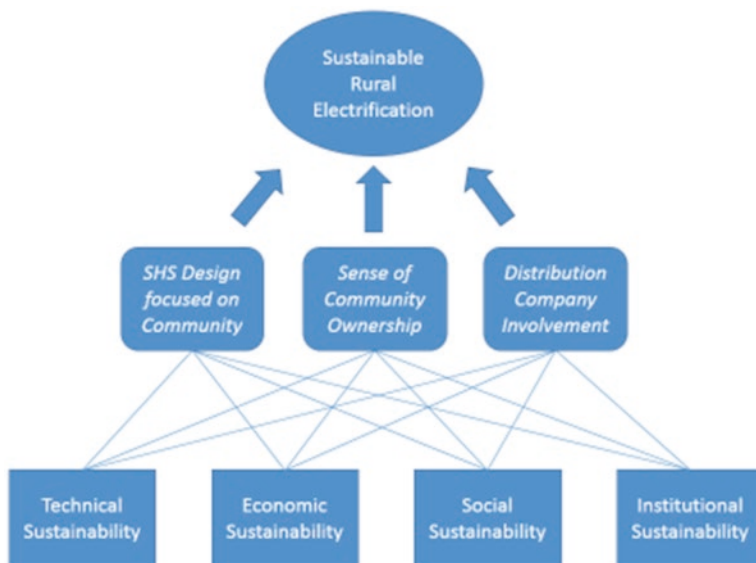 Sustainable
Rural
Electrification
SHS Design
focused on
Community
Sense of
Community
Ownership
Distribution
Company
Involvement
Technical
Sustainability
Economic
Sustainability
Social
Sustainability
Institutional
Sustainability